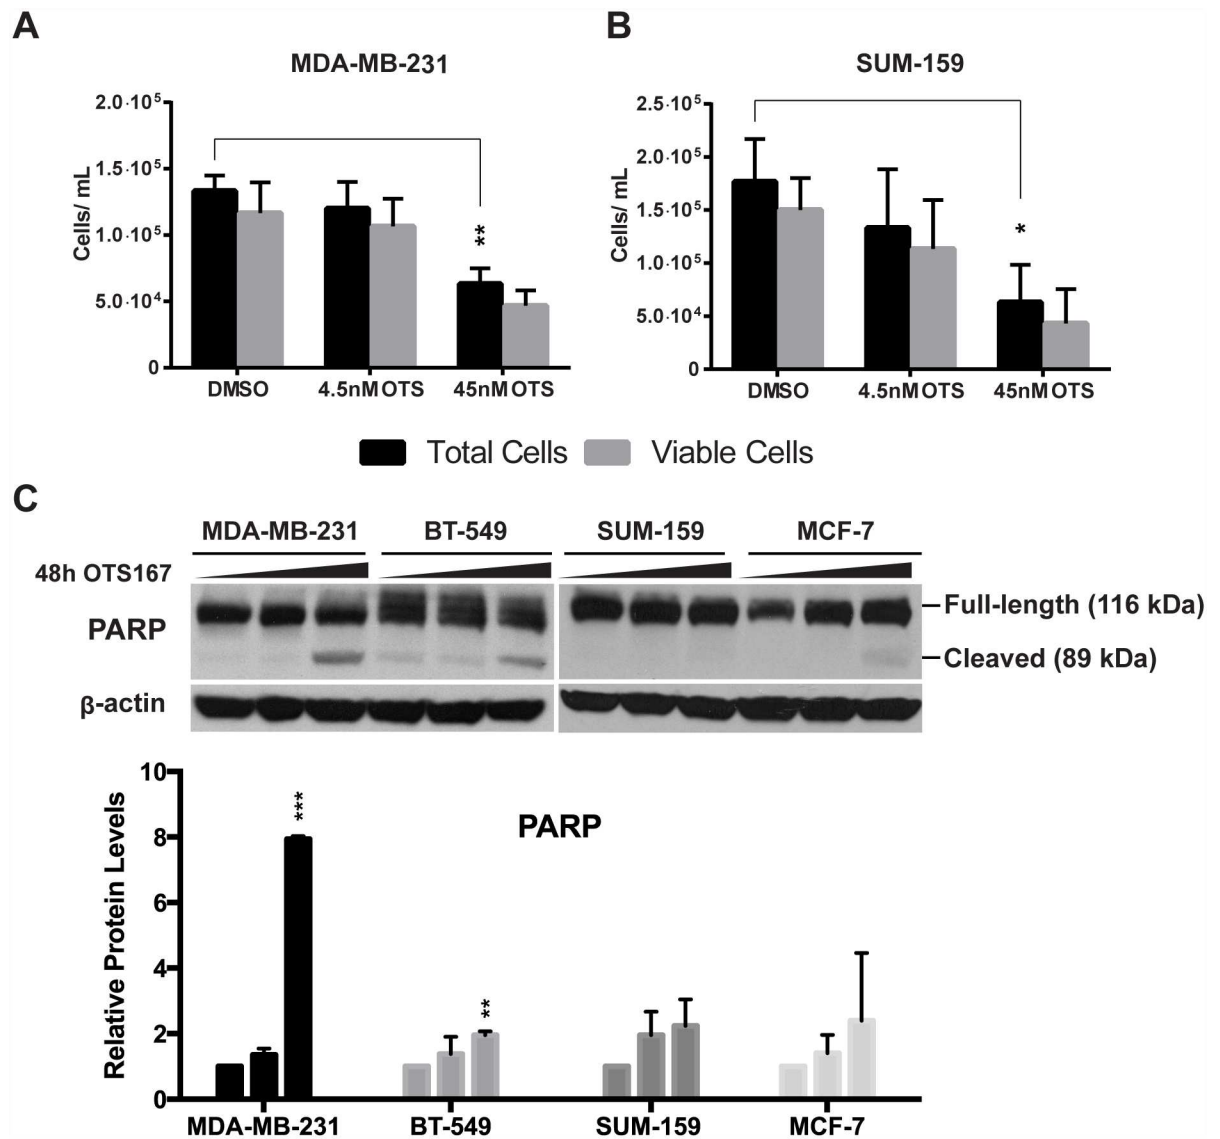 A
B
MDA-MB-231
SUM-159
Cells/ mL
2.0·10⁵
1.5·10⁵
1.0·10⁵
5.0·10⁴
0
**
DMSO 4.5nM OTS 45nM OTS
Cells/ mL
2.5·10⁵
2.0·10⁵
1.5·10⁵
1.0·10⁵
5.0·10⁴
0
*
DMSO 4.5nM OTS 45nM OTS
Total Cells Viable Cells
C
MDA-MB-231 BT-549 SUM-159 MCF-7
48h OTS167
PARP
Full-length (116 kDa)
Cleaved (89 kDa)
β-actin
PARP
Relative Protein Levels
10
8
6
4
2
0
***
**
MDA-MB-231 BT-549 SUM-159 MCF-7